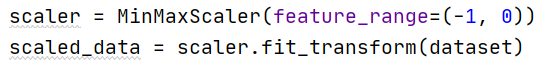 scaler = MinMaxScaler(feature_range=(-1, 0))
scaled_data = scaler.fit_transform(dataset)